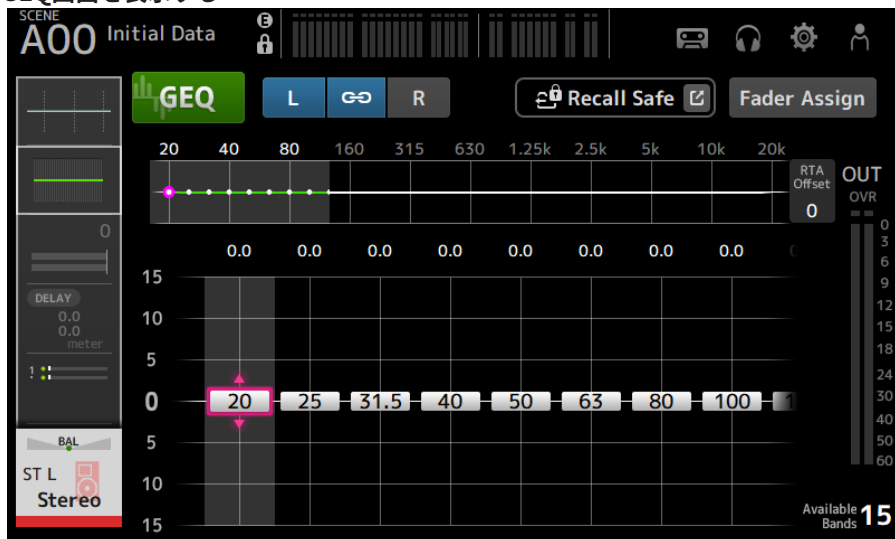 GEQ画面を表示する
SCENE
A00 Initial Data
E
GEQ
L
R
Recall Safe
Fader Assign
20 40 80 160 315 630 1.25k 2.5k 5k 10k 20k
RTA
Offset
0
OUT
OVR
0
3
6
9
12
15
18
24
30
40
50
60
0
DELAY
0.0
0.0
meter
1
BAL
ST L
Stereo
0.0 0.0 0.0 0.0 0.0 0.0 0.0 0.0
15
10
5
0
5
10
15
20 25 31.5 40 50 63 80 100
Available
Bands 15